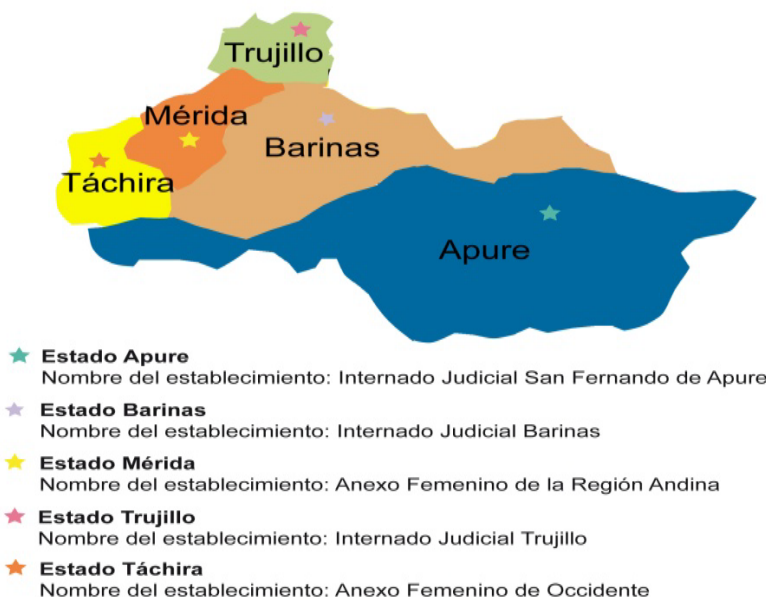 Trujillo
Mérida
Barinas
Táchira
Apure
Estado Apure
Nombre del establecimiento: Internado Judicial San Fernando de Apure
Estado Barinas
Nombre del establecimiento: Internado Judicial Barinas
Estado Mérida
Nombre del establecimiento: Anexo Femenino de la Región Andina
Estado Trujillo
Nombre del establecimiento: Internado Judicial Trujillo
Estado Táchira
Nombre del establecimiento: Anexo Femenino de Occidente